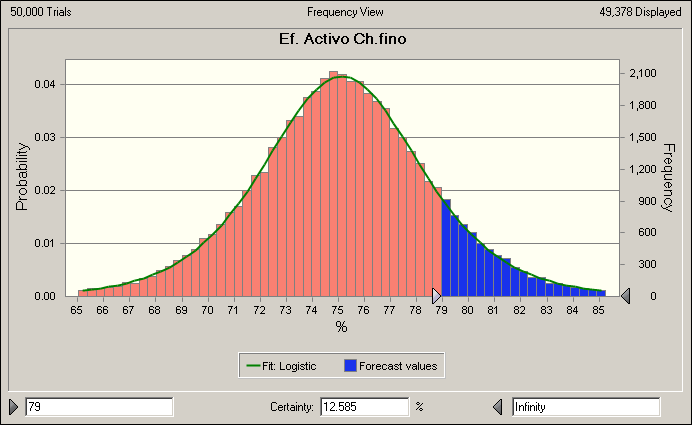 50,000 Trials Frequency View 49,378 Displayed
Ef. Activo Ch.fino
Probability
0.04
0.03
0.02
0.01
0.00
2,100
1,800
1,500
1,200
900
600
300
0
Frequency
65 66 67 68 69 70 71 72 73 74 75 76 77 78 79 80 81 82 83 84 85
%
Fit: Logistic Forecast values
79 Certainty: 12.585 % Infinity